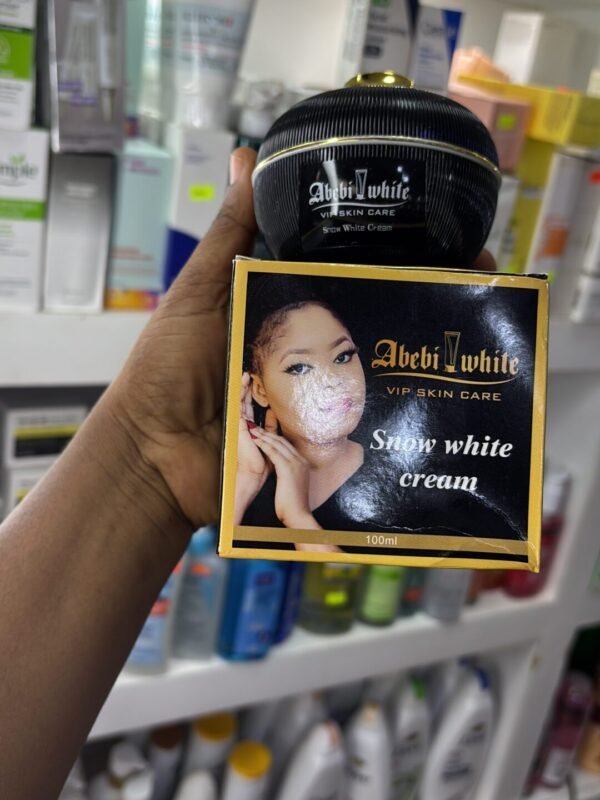 Abebi white
VIP SKIN CARE
Snow White Cream
Abebi white
VIP SKIN CARE
Snow white
cream
100ml